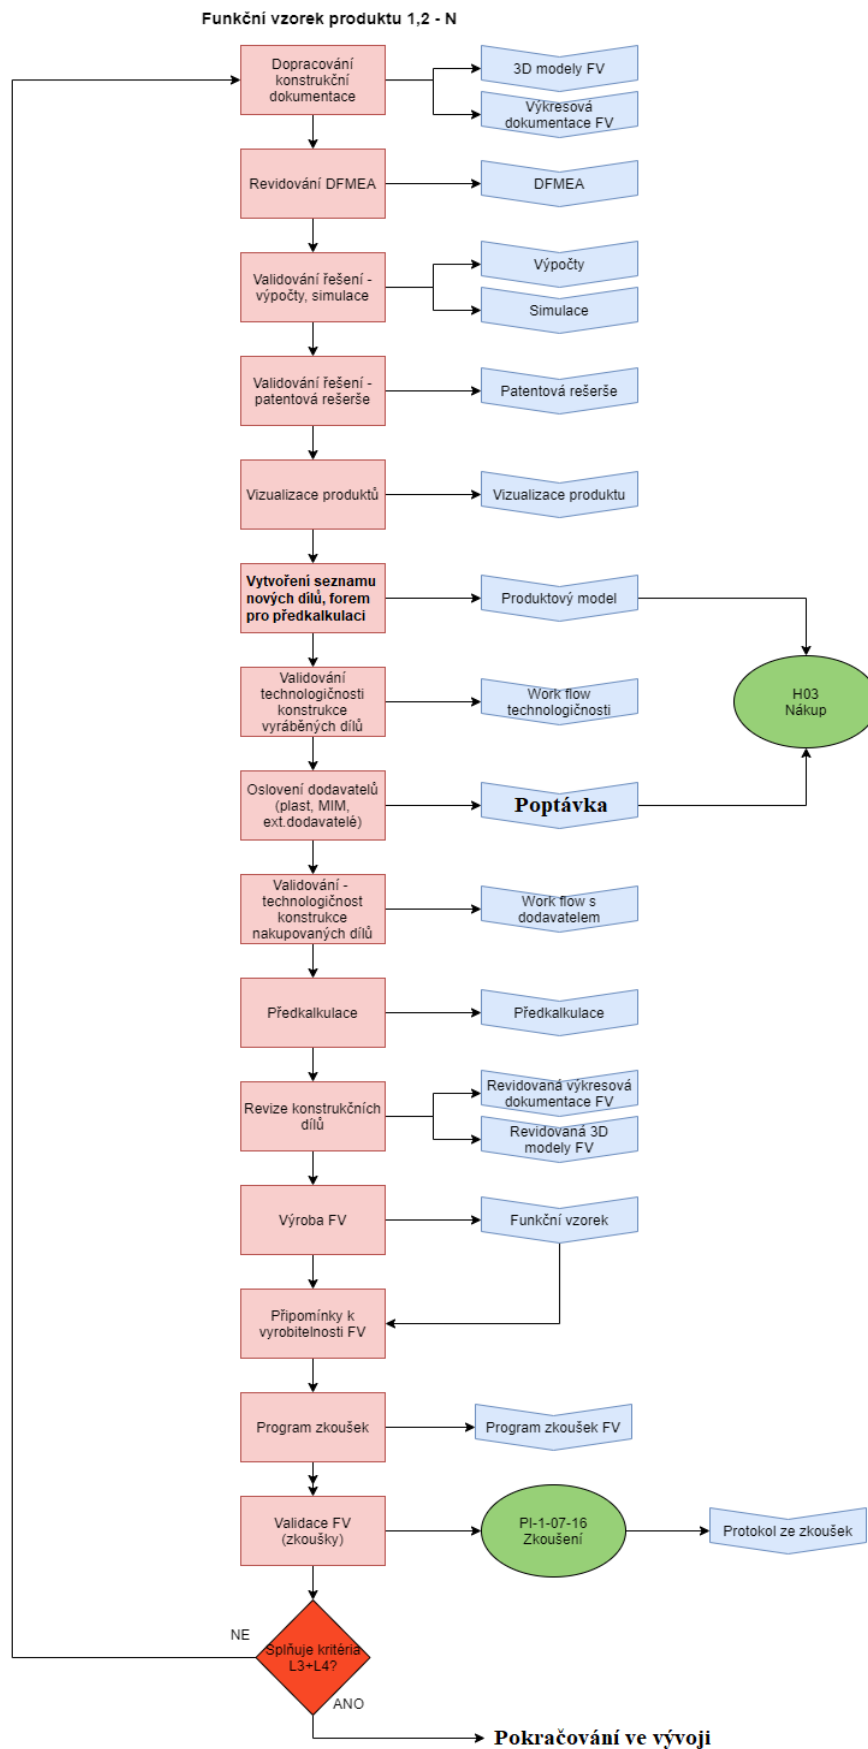 Funkční vzorek produktu 1,2 - N
Dopracování
konstrukční
dokumentace
3D modely FV
Výkresová
dokumentace FV
Revidování DFMEA
DFMEA
Validování řešení -
výpočty, simulace
Výpočty
Simulace
Validování řešení -
patentová rešerše
Patentová rešerše
Vizualizace produktů
Vizualizace produktu
Vytvoření seznamu
nových dílů, forem
pro předkalkulaci
Produktový model
H03
Nákup
Validování
technologičnosti
konstrukce
vyráběných dílů
Work flow
technologičnosti
Oslovení dodavatelů
(plast, MIM,
ext.dodavatelé)
Poptávka
Validování -
technologičnost
konstrukce
nakupovaných dílů
Work flow s
dodavatelem
Předkalkulace
Předkalkulace
Revize konstrukčních
dílů
Revidovaná výkresová
dokumentace FV
Revidovaná 3D
modely FV
Výroba FV
Funkční vzorek
Připomínky k
vyrobitelnosti FV
Program zkoušek
Program zkoušek FV
Validace FV
(zkoušky)
PI-1-07-16
Zkoušení
Protokol ze zkoušek
NE
Splňuje kritéria
L3+L4?
ANO
Pokračování ve vývoji